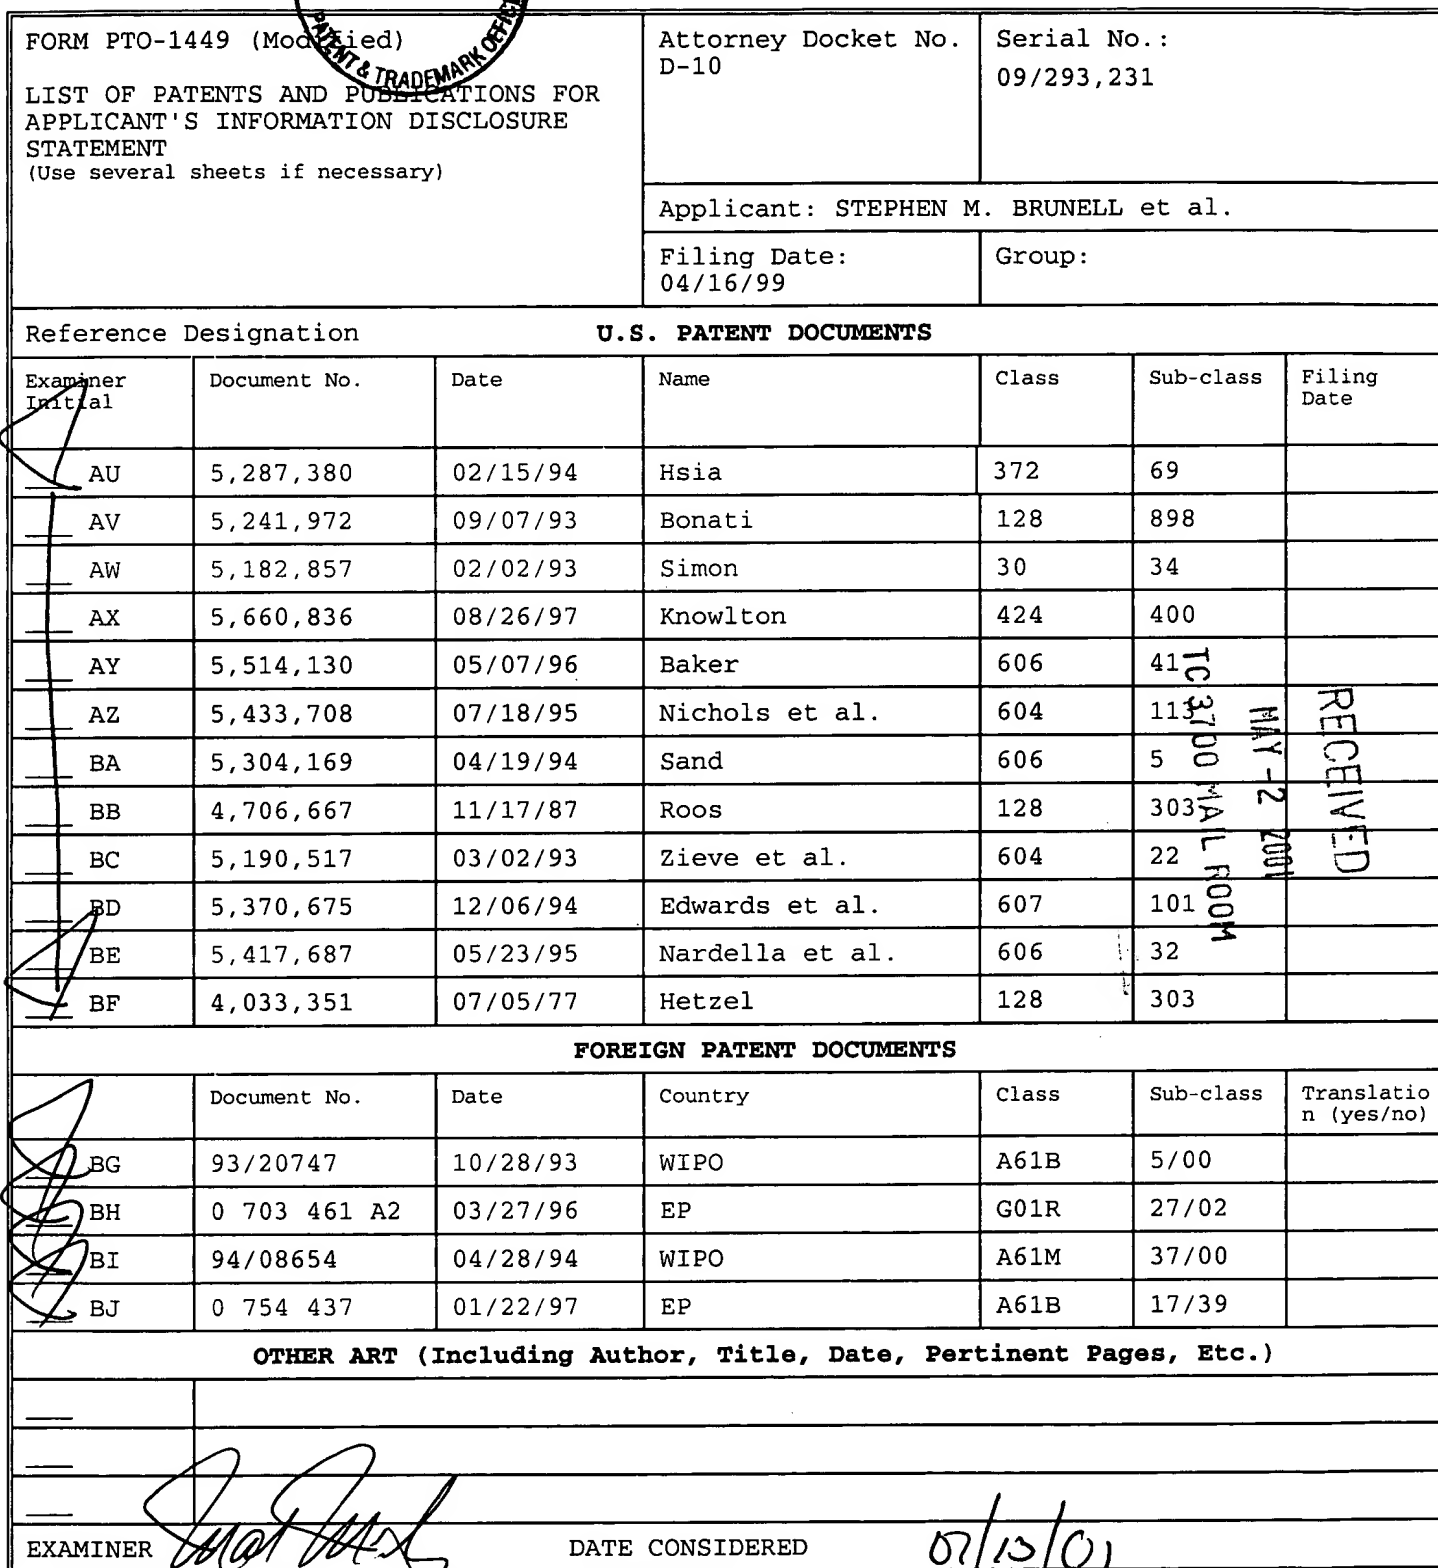 FORM PTO-1449 (Modified)
PATENT & TRADEMARK OFFICE
LIST OF PATENTS AND PUBLICATIONS FOR
APPLICANT'S INFORMATION DISCLOSURE
STATEMENT
(Use several sheets if necessary)
Attorney Docket No.
D-10
Serial No.:
09/293,231
Applicant: STEPHEN M. BRUNELL et al.
Filing Date:
04/16/99
Group:
Reference Designation U.S. PATENT DOCUMENTS
Examiner Initial Document No. Date Name Class Sub-class Filing Date
AU 5,287,380 02/15/94 Hsia 372 69
AV 5,241,972 09/07/93 Bonati 128 898
AW 5,182,857 02/02/93 Simon 30 34
AX 5,660,836 08/26/97 Knowlton 424 400
AY 5,514,130 05/07/96 Baker 606 41
AZ 5,433,708 07/18/95 Nichols et al. 604 113
BA 5,304,169 04/19/94 Sand 606 5
BB 4,706,667 11/17/87 Roos 128 303
BC 5,190,517 03/02/93 Zieve et al. 604 22
BD 5,370,675 12/06/94 Edwards et al. 607 101
BE 5,417,687 05/23/95 Nardella et al. 606 32
BF 4,033,351 07/05/77 Hetzel 128 303
RECEIVED
MAY -2 2001
TC 3700 MAIL ROOM
FOREIGN PATENT DOCUMENTS
Document No. Date Country Class Sub-class Translatio
n (yes/no)
BG 93/20747 10/28/93 WIPO A61B 5/00
BH 0 703 461 A2 03/27/96 EP G01R 27/02
BI 94/08654 04/28/94 WIPO A61M 37/00
BJ 0 754 437 01/22/97 EP A61B 17/39
OTHER ART (Including Author, Title, Date, Pertinent Pages, Etc.)
EXAMINER DATE CONSIDERED